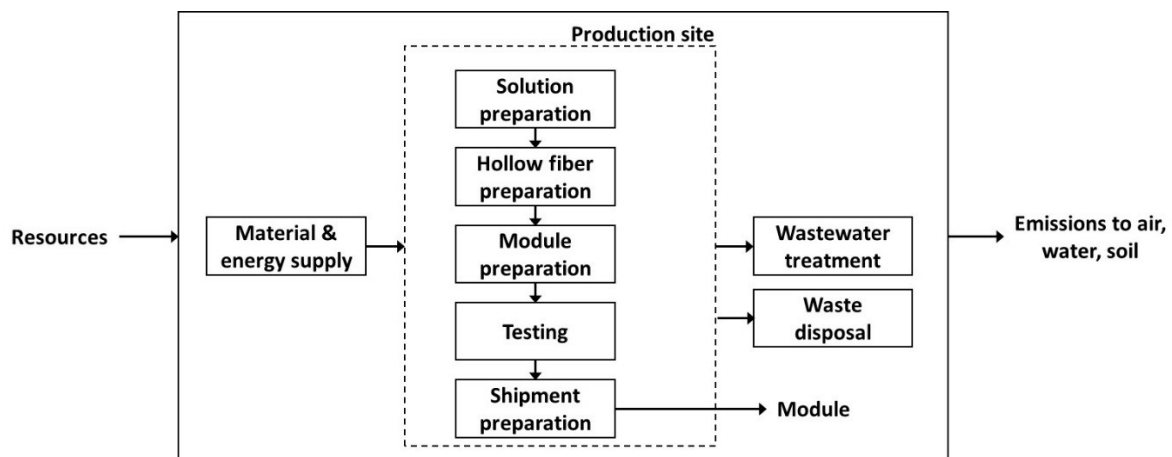 Production site
Solution
preparation
Hollow fiber
preparation
Resources
Material &
energy supply
Module
preparation
Wastewater
treatment
Emissions to air,
water, soil
Testing
Waste
disposal
Shipment
preparation
Module